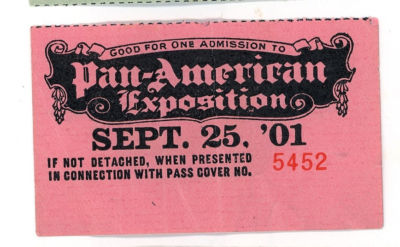 GOOD FOR ONE ADMISSION TO
Pan-American
Exposition
SEPT. 25, '01
IF NOT DETACHED, WHEN PRESENTED
IN CONNECTION WITH PASS COVER NO. 5452